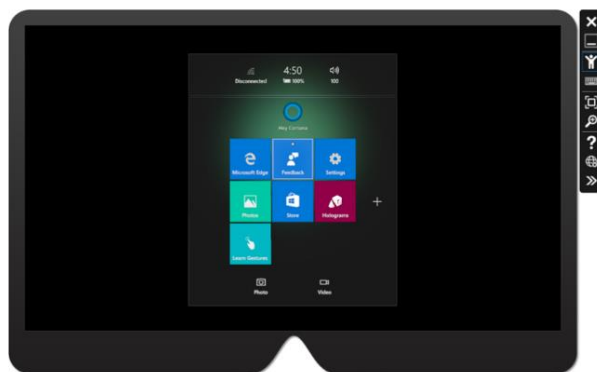 4:50
Disconnected 100% 100
Hey Cortana
Microsoft Edge Feedback Settings
Photos Store Holograms
Learn Gestures
Photo Video